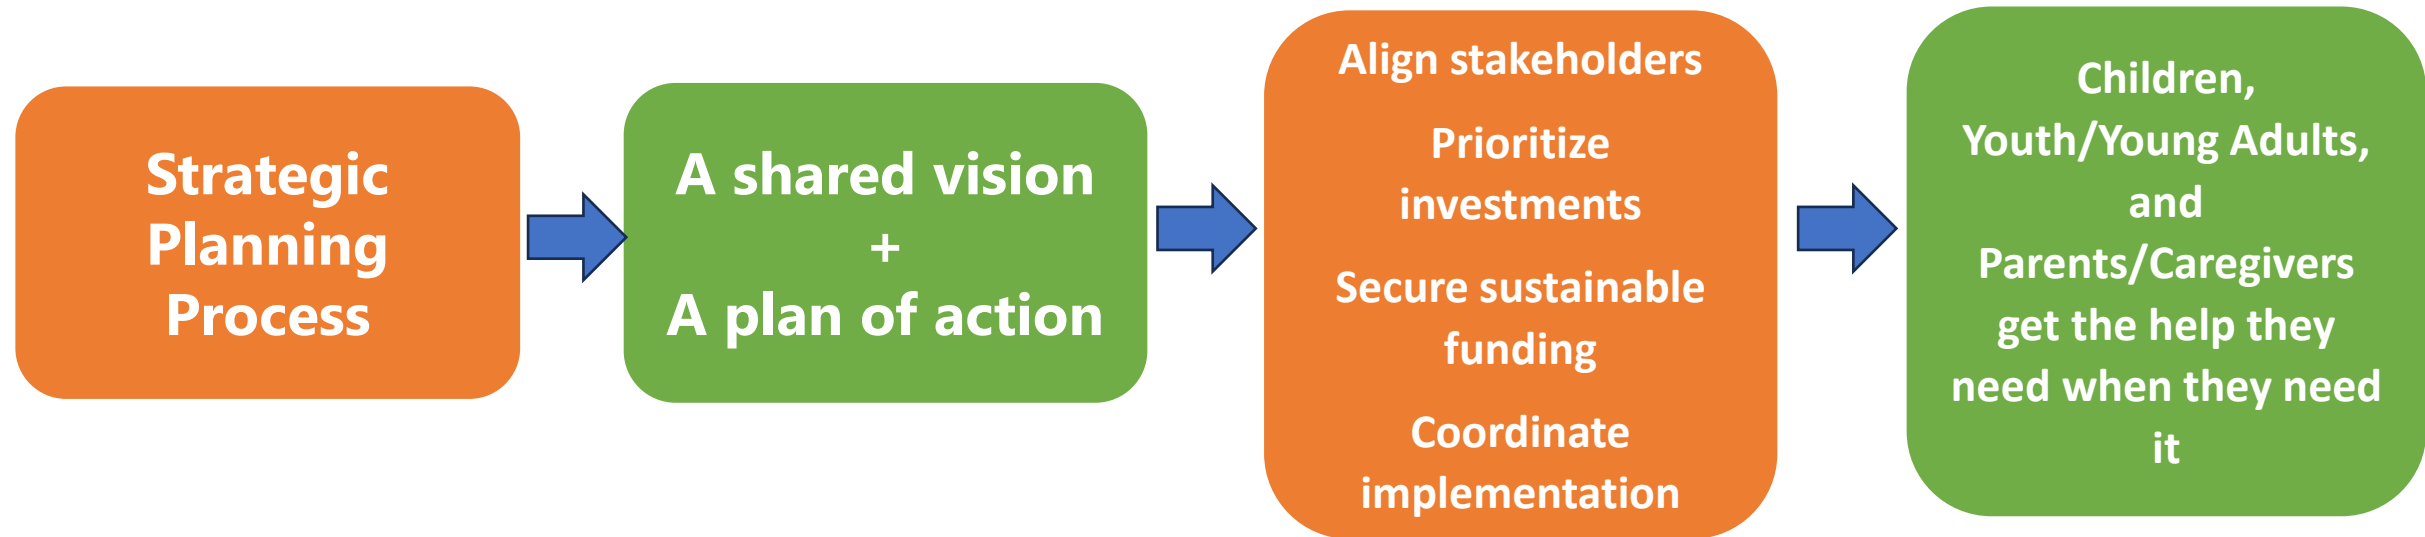 Strategic
Planning
Process
A shared vision
+
A plan of action
Align stakeholders
Prioritize
investments
Secure sustainable
funding
Coordinate
implementation
Children,
Youth/Young Adults,
and
Parents/Caregivers
get the help they
need when they need
it